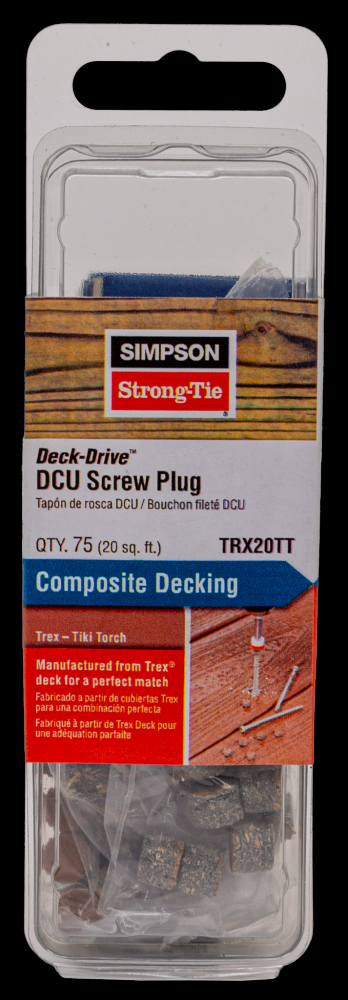 SIMPSON
Strong-Tie
®
Deck-Drive™
DCU Screw Plug
Tapón de rosca DCU / Bouchon fileté DCU
QTY. 75 (20 sq. ft.) TRX20TT
Composite Decking
Trex – Tiki Torch
Manufactured from Trex®
deck for a perfect match
Fabricado a partir de cubiertas Trex
para una combinación perfecta
Fabriqué à partir de Trex Deck pour
une adéquation parfaite